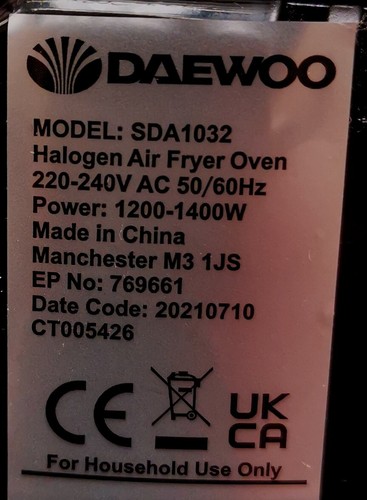 DAEWOO
MODEL: SDA1032
Halogen Air Fryer Oven
220-240V AC 50/60Hz
Power: 1200-1400W
Made in China
Manchester M3 1JS
EP No: 769661
Date Code: 20210710
CT005426
CE
UK
CA
For Household Use Only